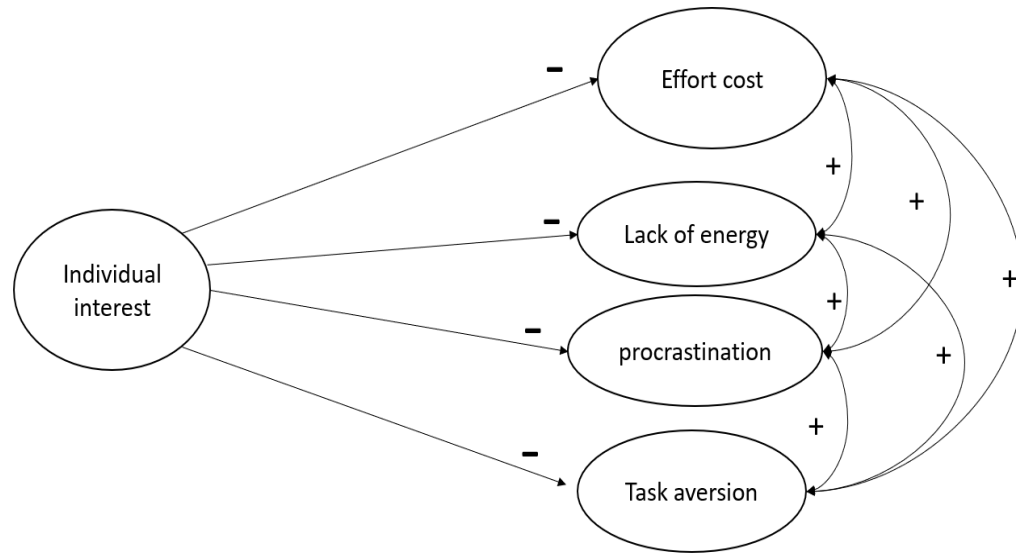 Effort cost
Lack of energy
Individual
interest
procrastination
Task aversion
-
-
-
-
+
+
+
+
+
+